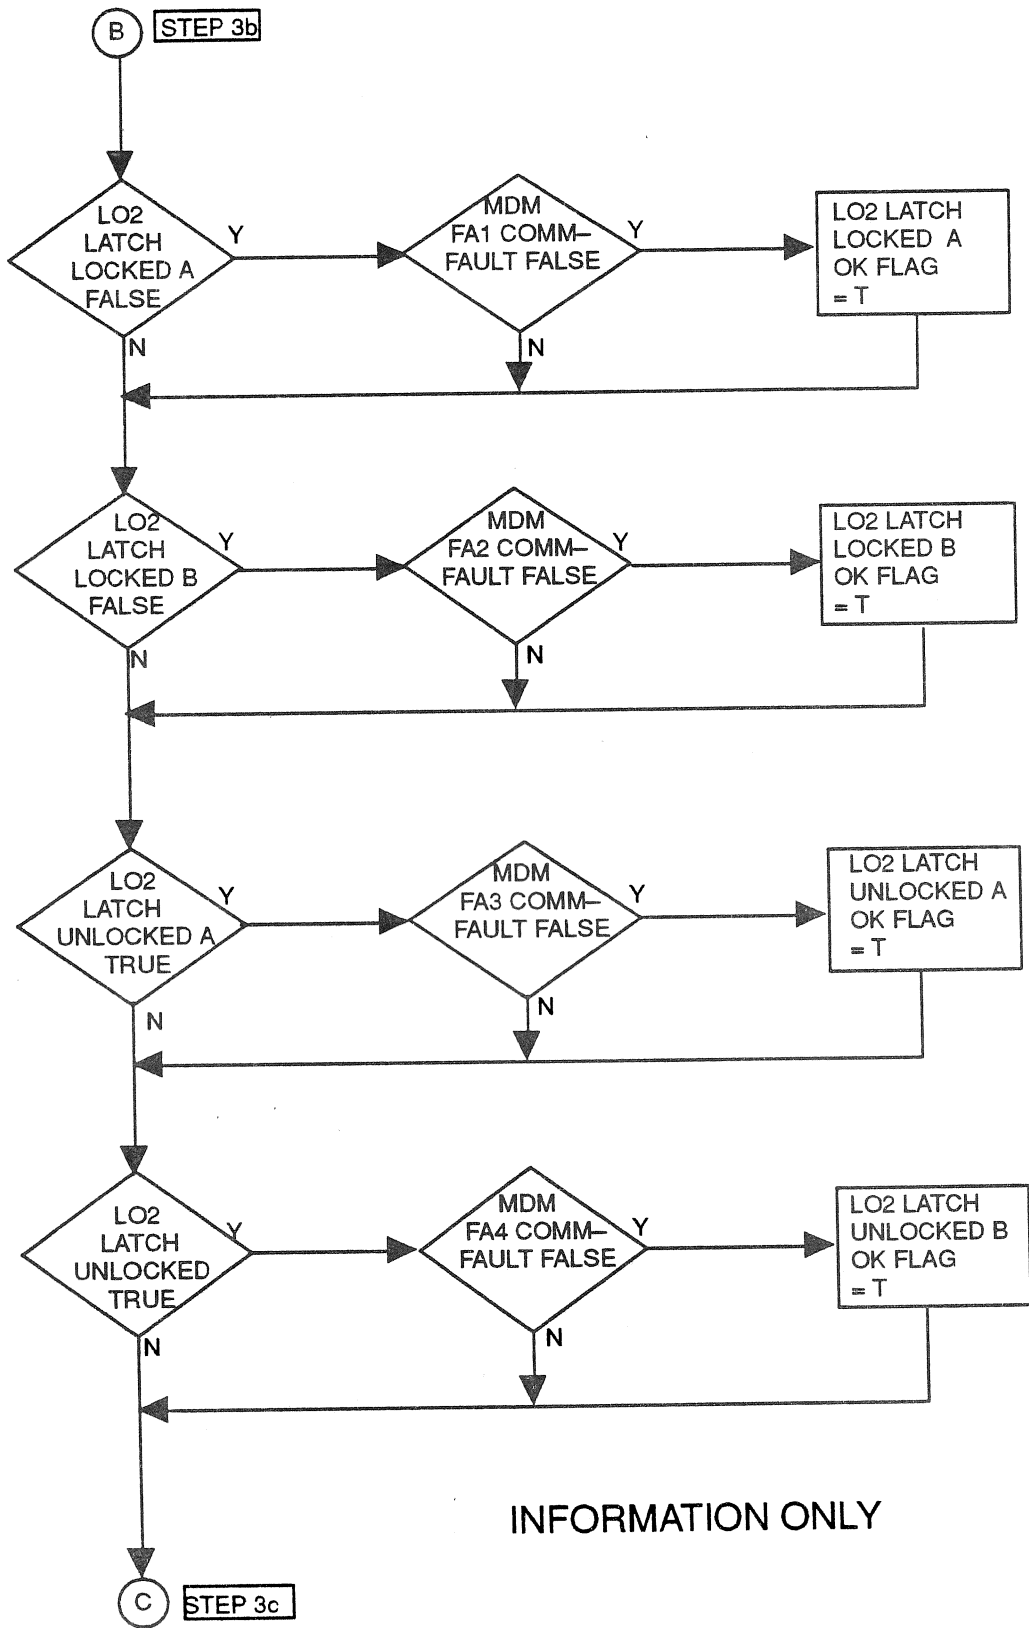 B
STEP 3b
LO2
LATCH
LOCKED A
FALSE
Y
N
MDM
FA1 COMM–
FAULT FALSE
Y
N
LO2 LATCH
LOCKED A
OK FLAG
= T
LO2
LATCH
LOCKED B
FALSE
Y
N
MDM
FA2 COMM–
FAULT FALSE
Y
N
LO2 LATCH
LOCKED B
OK FLAG
= T
LO2
LATCH
UNLOCKED A
TRUE
Y
N
MDM
FA3 COMM–
FAULT FALSE
Y
N
LO2 LATCH
UNLOCKED A
OK FLAG
= T
LO2
LATCH
UNLOCKED
TRUE
Y
N
MDM
FA4 COMM–
FAULT FALSE
Y
N
LO2 LATCH
UNLOCKED B
OK FLAG
= T
INFORMATION ONLY
C
STEP 3c